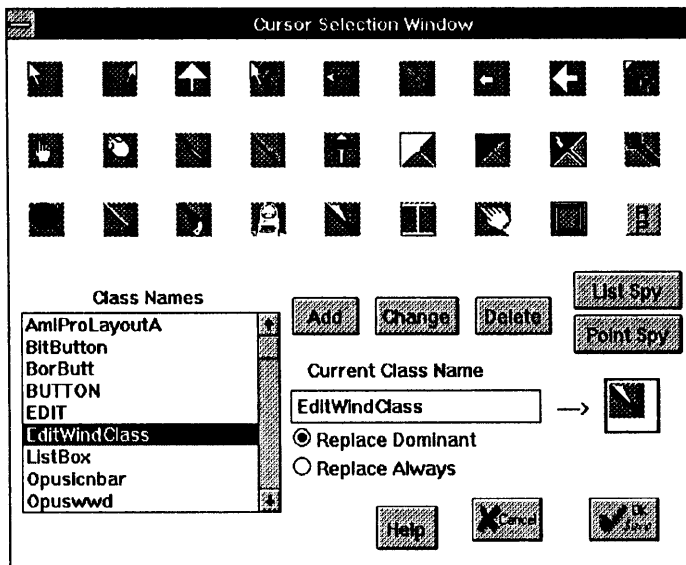 Cursor Selection Window
Class Names
AmiProLayoutA
BitButton
BorButt
BUTTON
EDIT
EditWindClass
ListBox
Opusicnbar
Opuswwd
Add
Change
Delete
List Spy
Point Spy
Current Class Name
EditWindClass
Replace Dominant
Replace Always
Help
Cancel
OK